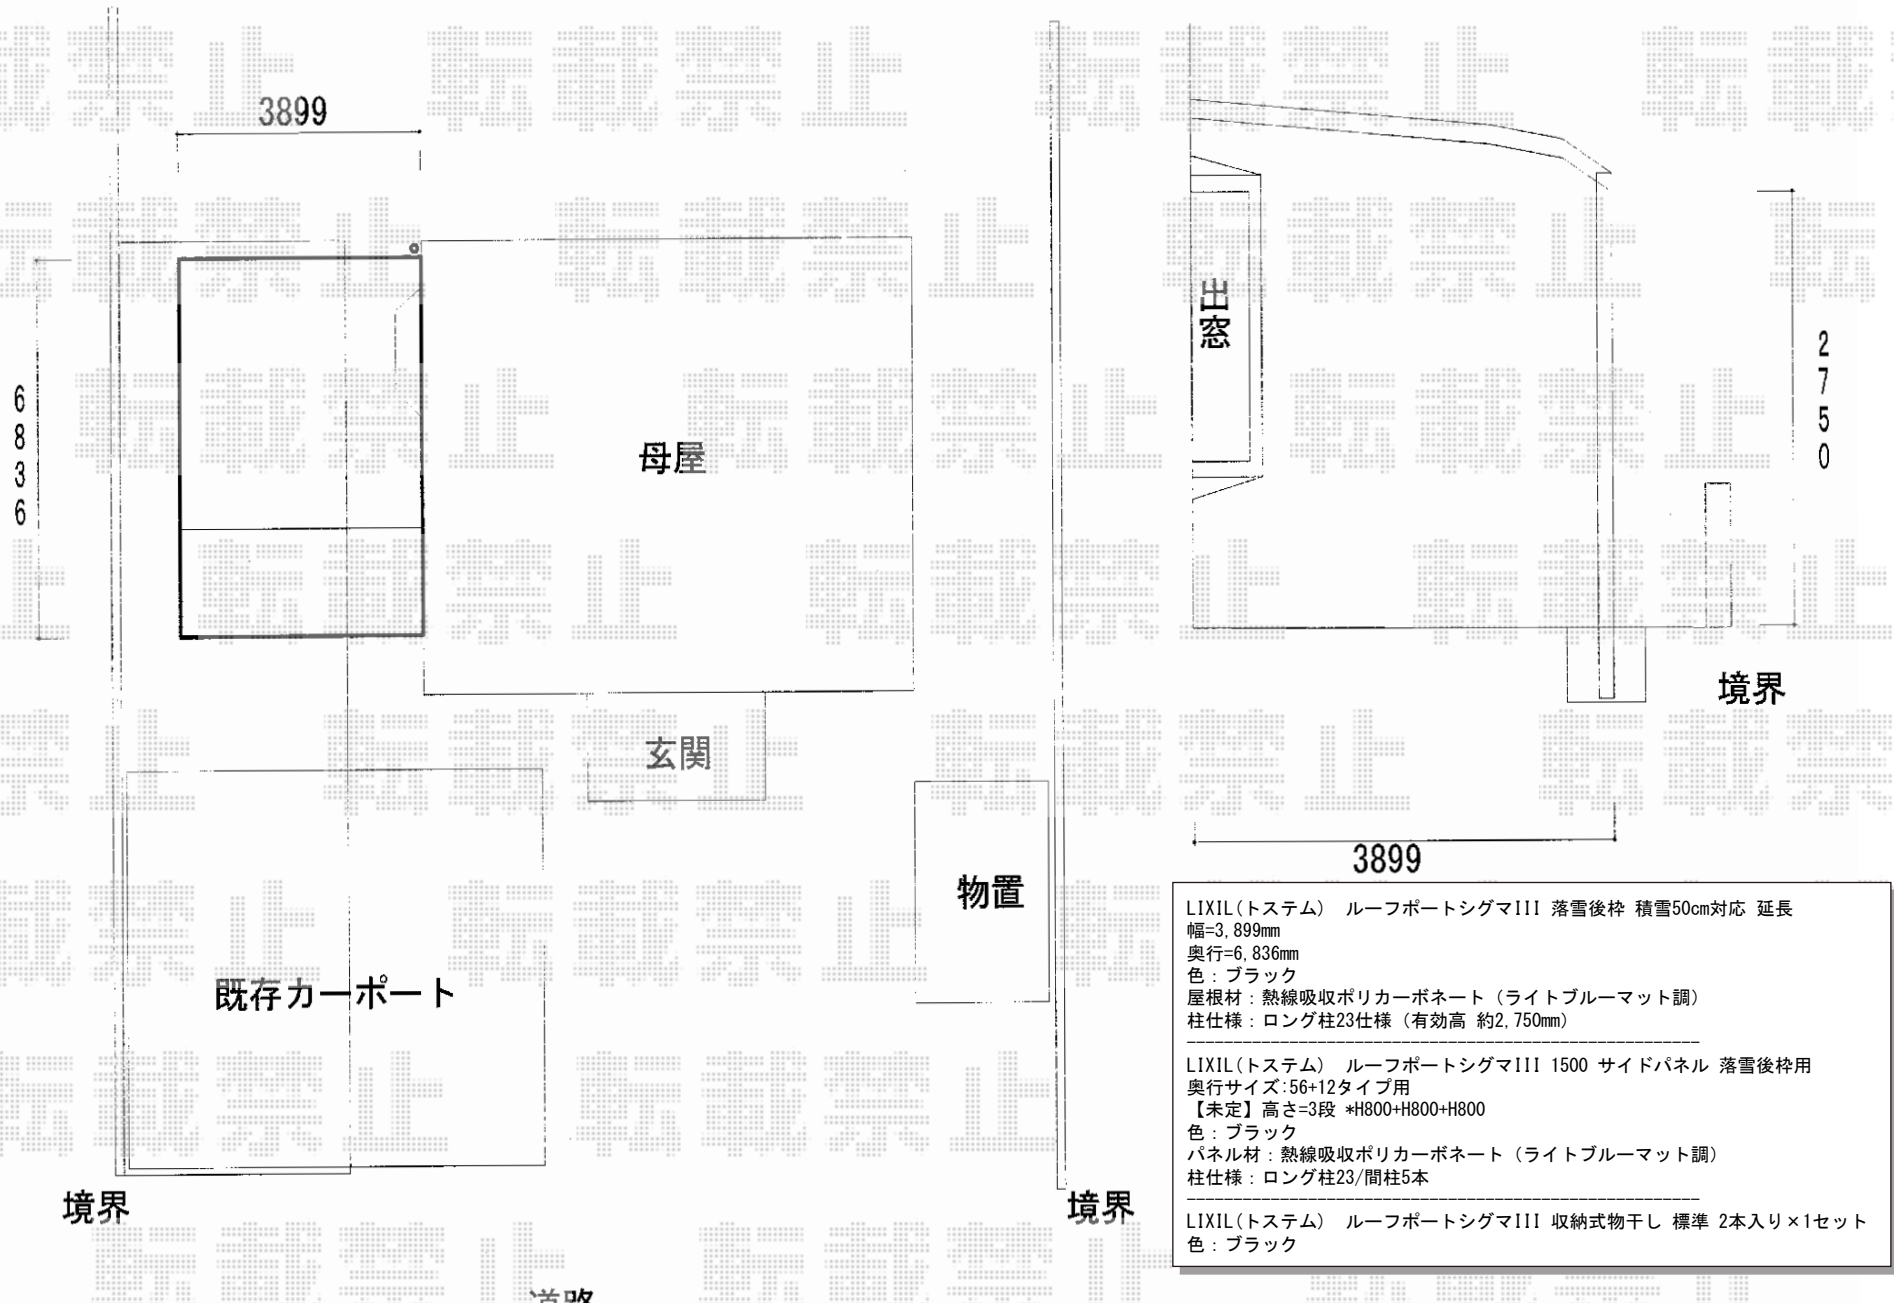 3899
6836
母屋
玄関
既存カーポート
物置
境界
境界
道路
出窓
2750
境界
3899
LIXIL(トステム) ルーフポートシグマIII 落雪後枠 積雪50cm対応 延長
幅=3,899mm
奥行=6,836mm
色：ブラック
屋根材：熱線吸収ポリカーボネート（ライトブルーマット調）
柱仕様：ロング柱23仕様（有効高 約2,750mm）
LIXIL(トステム) ルーフポートシグマIII 1500 サイドパネル 落雪後枠用
奥行サイズ:56+12タイプ用
【未定】高さ=3段 *H800+H800+H800
色：ブラック
パネル材：熱線吸収ポリカーボネート（ライトブルーマット調）
柱仕様：ロング柱23/間柱5本
LIXIL(トステム) ルーフポートシグマIII 収納式物干し 標準 2本入り×1セット
色：ブラック
転載禁止